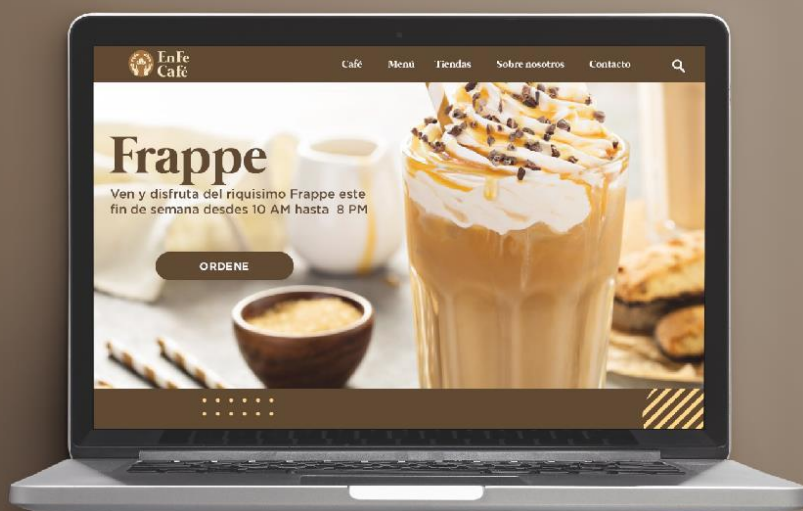 EnFe
Café
Café Menú Tiendas Sobre nosotros Contacto
Frappe
Ven y disfruta del riquisimo Frappe este
fin de semana desdes 10 AM hasta 8 PM
ORDENE